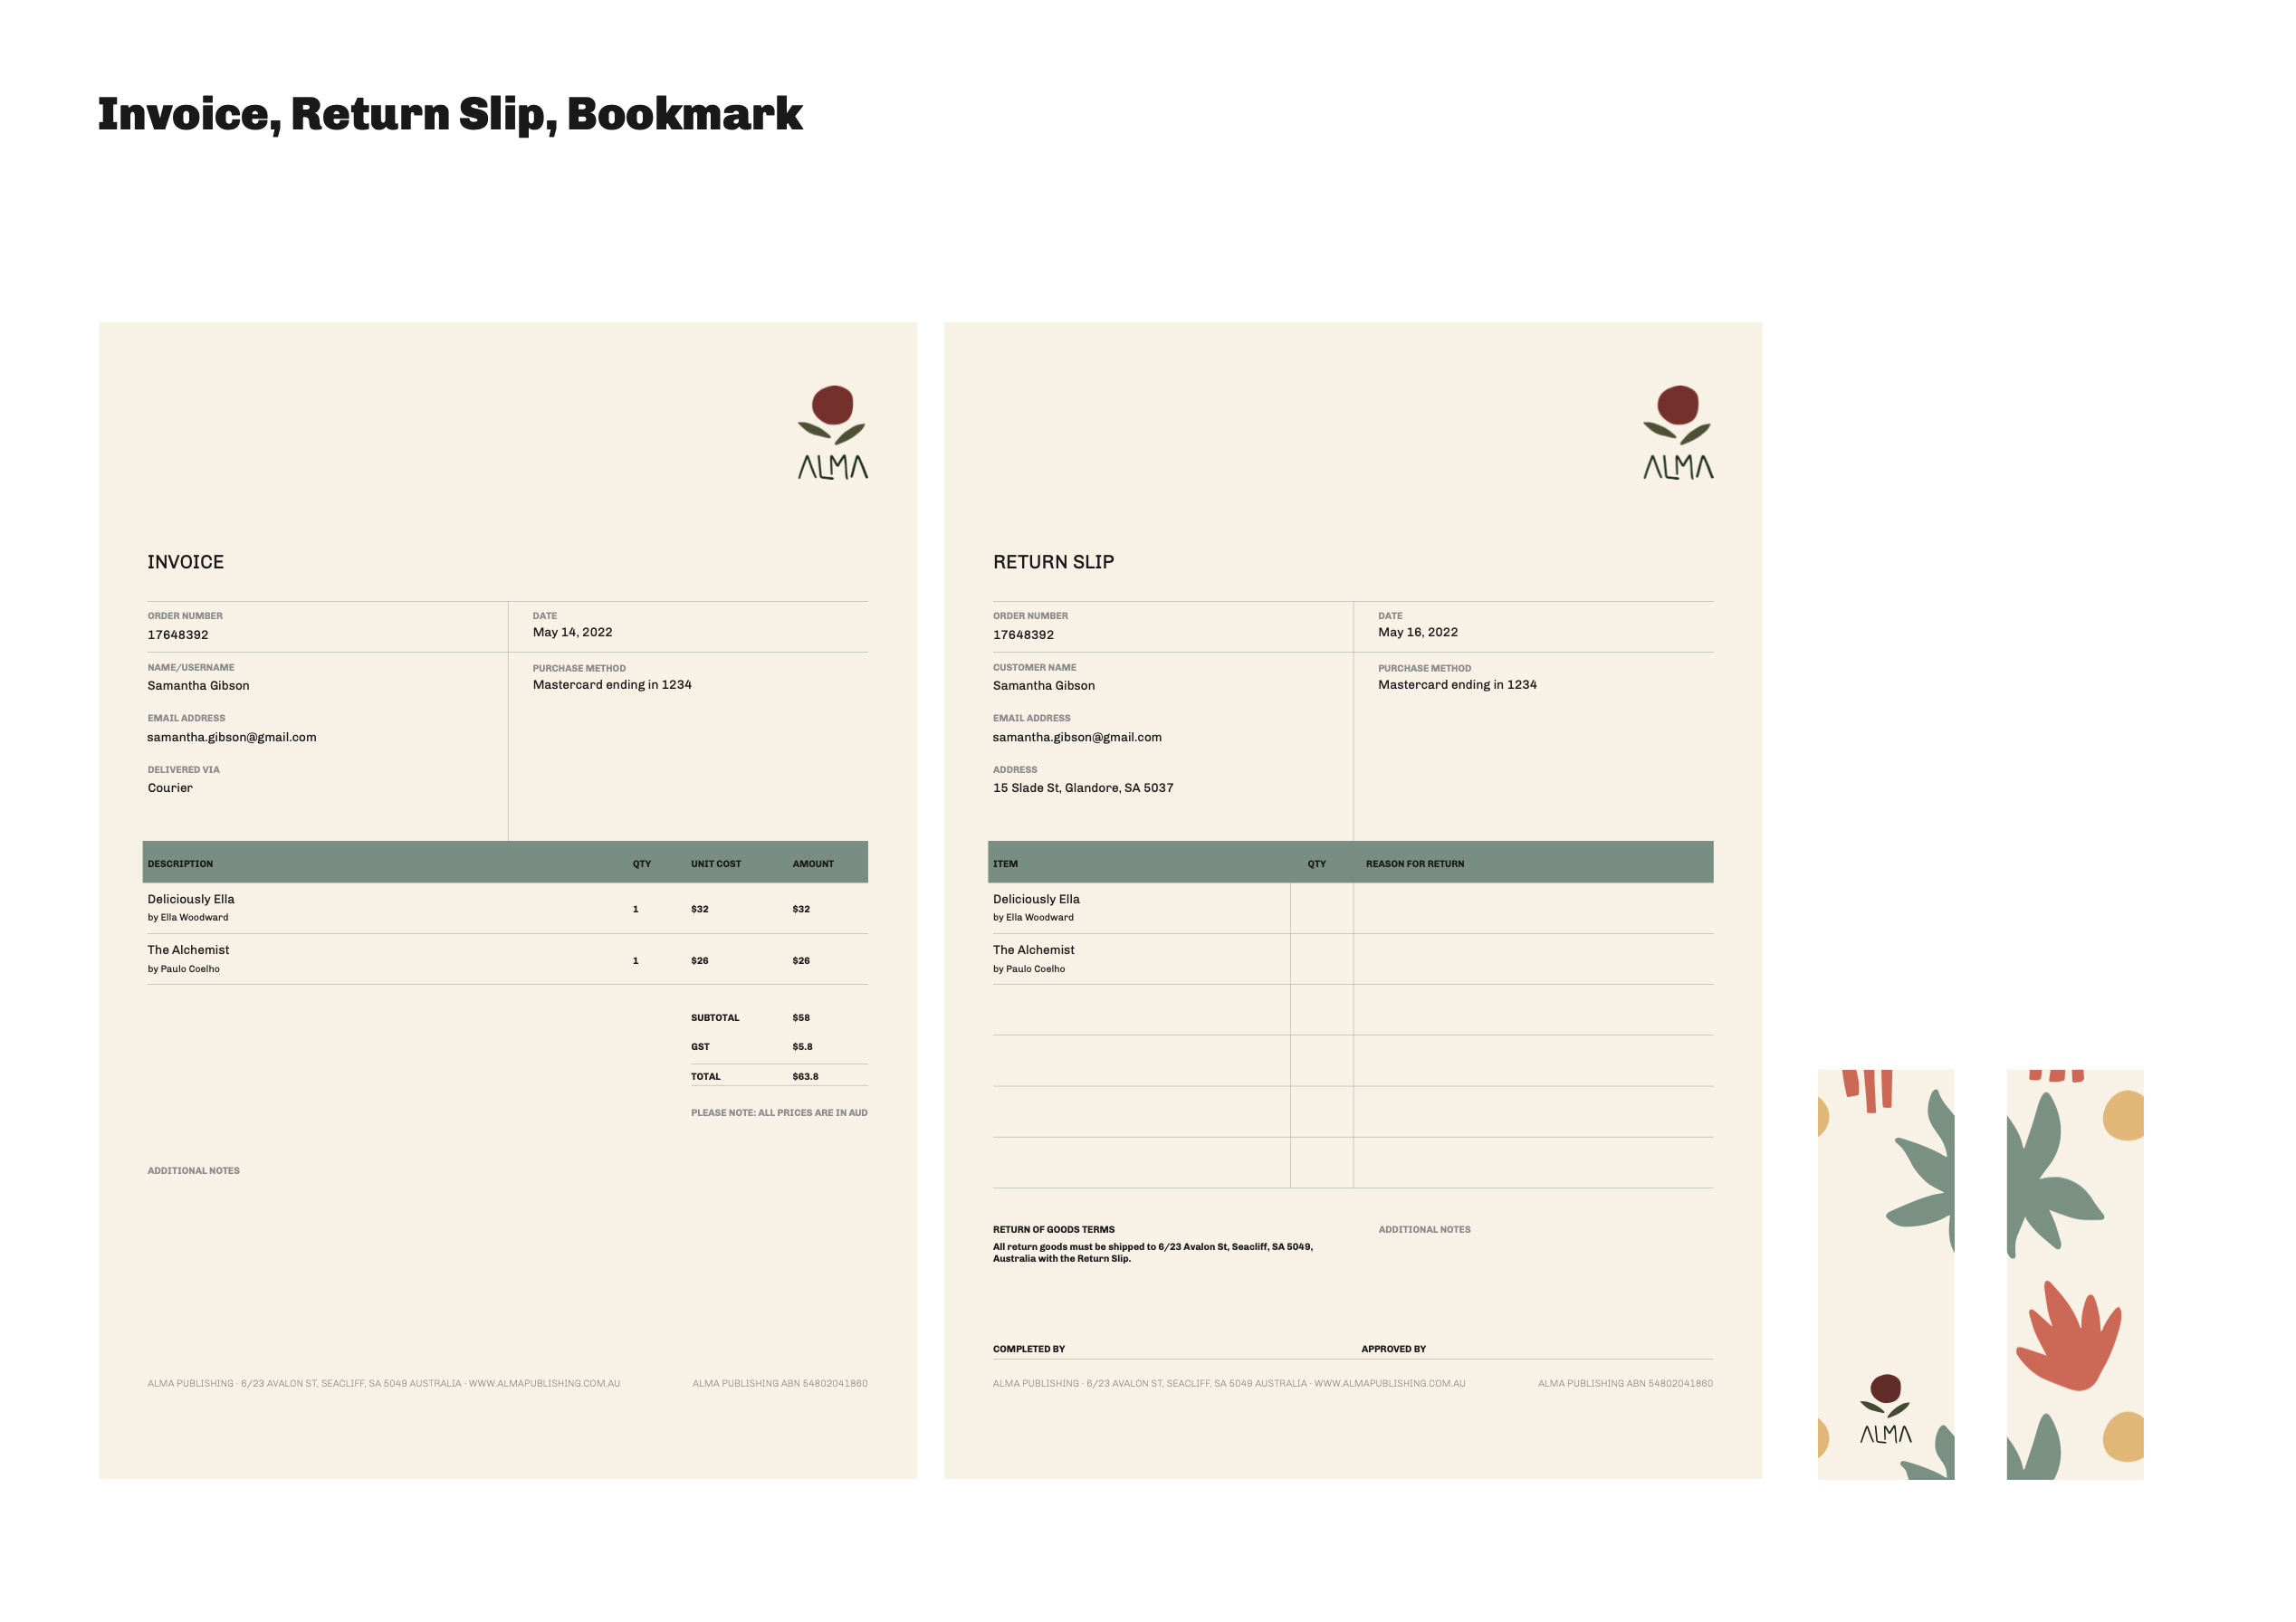 Invoice, Return Slip, Bookmark
ALMA
INVOICE
ORDER NUMBER
17648392
DATE
May 14, 2022
NAME/USERNAME
Samantha Gibson
PURCHASE METHOD
Mastercard ending in 1234
EMAIL ADDRESS
samantha.gibson@gmail.com
DELIVERED VIA
Courier
DESCRIPTION QTY UNIT COST AMOUNT
Deliciously Ella
by Ella Woodward
1 $32 $32
The Alchemist
by Paulo Coelho
1 $26 $26
SUBTOTAL $58
GST $5.8
TOTAL $63.8
PLEASE NOTE: ALL PRICES ARE IN AUD
ADDITIONAL NOTES
ALMA PUBLISHING · 6/23 AVALON ST, SEACLIFF, SA 5049 AUSTRALIA · WWW.ALMAPUBLISHING.COM.AU ALMA PUBLISHING ABN 54802041860
ALMA
RETURN SLIP
ORDER NUMBER
17648392
DATE
May 16, 2022
CUSTOMER NAME
Samantha Gibson
PURCHASE METHOD
Mastercard ending in 1234
EMAIL ADDRESS
samantha.gibson@gmail.com
ADDRESS
15 Slade St, Glandore, SA 5037
ITEM QTY REASON FOR RETURN
Deliciously Ella
by Ella Woodward
The Alchemist
by Paulo Coelho
RETURN OF GOODS TERMS
All return goods must be shipped to 6/23 Avalon St, Seacliff, SA 5049,
Australia with the Return Slip.
ADDITIONAL NOTES
COMPLETED BY APPROVED BY
ALMA PUBLISHING · 6/23 AVALON ST, SEACLIFF, SA 5049 AUSTRALIA · WWW.ALMAPUBLISHING.COM.AU ALMA PUBLISHING ABN 54802041860
ALMA